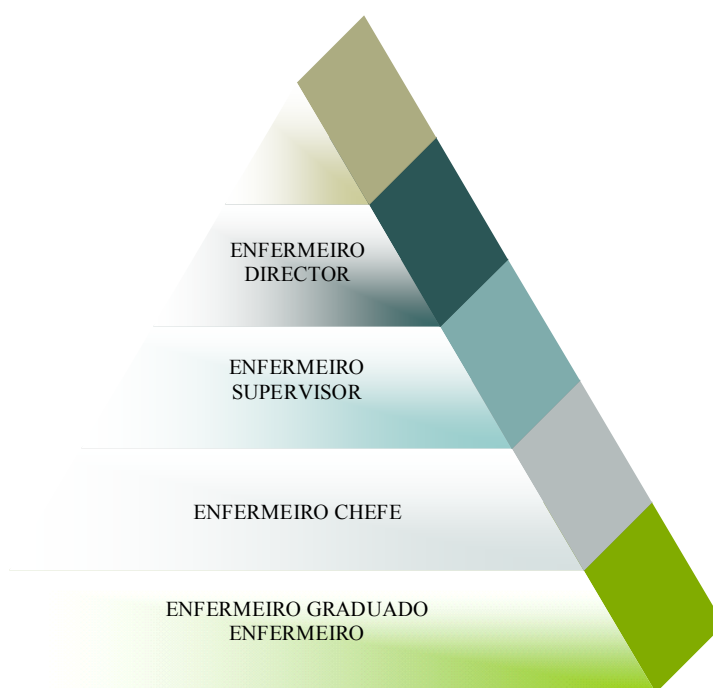 ENFERMEIRO
DIRECTOR
ENFERMEIRO
SUPERVISOR
ENFERMEIRO CHEFE
ENFERMEIRO GRADUADO
ENFERMEIRO